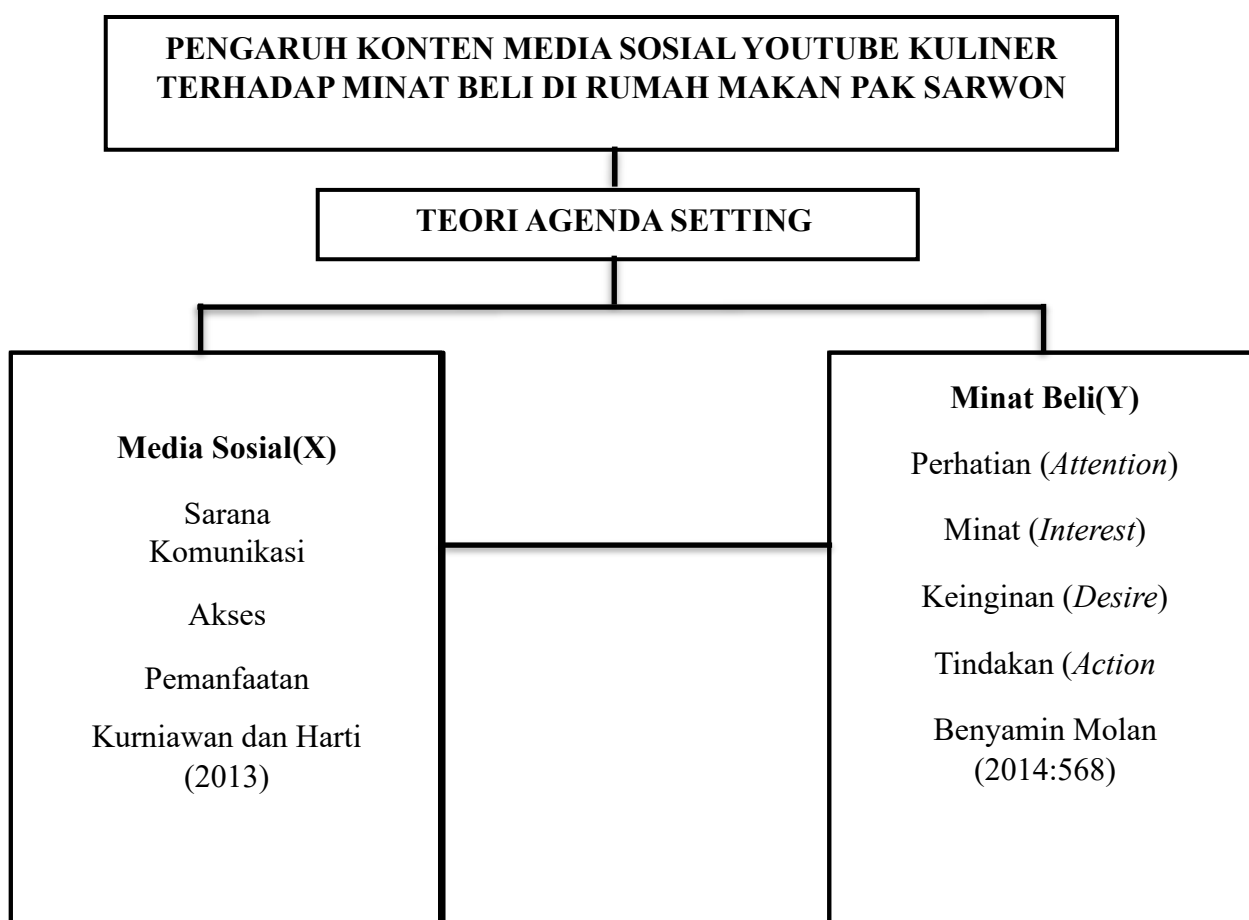 PENGARUH KONTEN MEDIA SOSIAL YOUTUBE KULINER
TERHADAP MINAT BELI DI RUMAH MAKAN PAK SARWON
TEORI AGENDA SETTING
Media Sosial(X)
Sarana
Komunikasi
Akses
Pemanfaatan
Kurniawan dan Harti
(2013)
Minat Beli(Y)
Perhatian (Attention)
Minat (Interest)
Keinginan (Desire)
Tindakan (Action
Benyamin Molan
(2014:568)